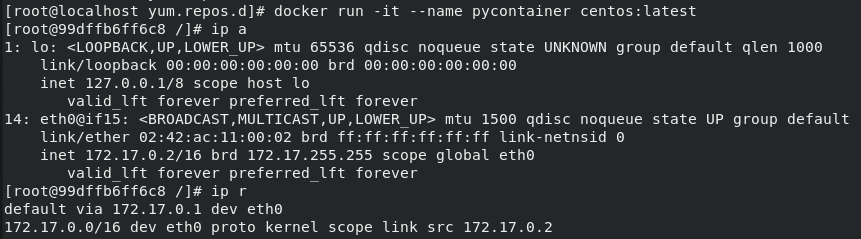 [root@localhost yum.repos.d]# docker run -it --name pycontainer centos:latest
[root@99dffb6ff6c8 /]# ip a
1: lo: <LOOPBACK,UP,LOWER_UP> mtu 65536 qdisc noqueue state UNKNOWN group default qlen 1000
    link/loopback 00:00:00:00:00:00 brd 00:00:00:00:00:00
    inet 127.0.0.1/8 scope host lo
       valid_lft forever preferred_lft forever
14: eth0@if15: <BROADCAST,MULTICAST,UP,LOWER_UP> mtu 1500 qdisc noqueue state UP group default
    link/ether 02:42:ac:11:00:02 brd ff:ff:ff:ff:ff:ff link-netnsid 0
    inet 172.17.0.2/16 brd 172.17.255.255 scope global eth0
       valid_lft forever preferred_lft forever
[root@99dffb6ff6c8 /]# ip r
default via 172.17.0.1 dev eth0
172.17.0.0/16 dev eth0 proto kernel scope link src 172.17.0.2